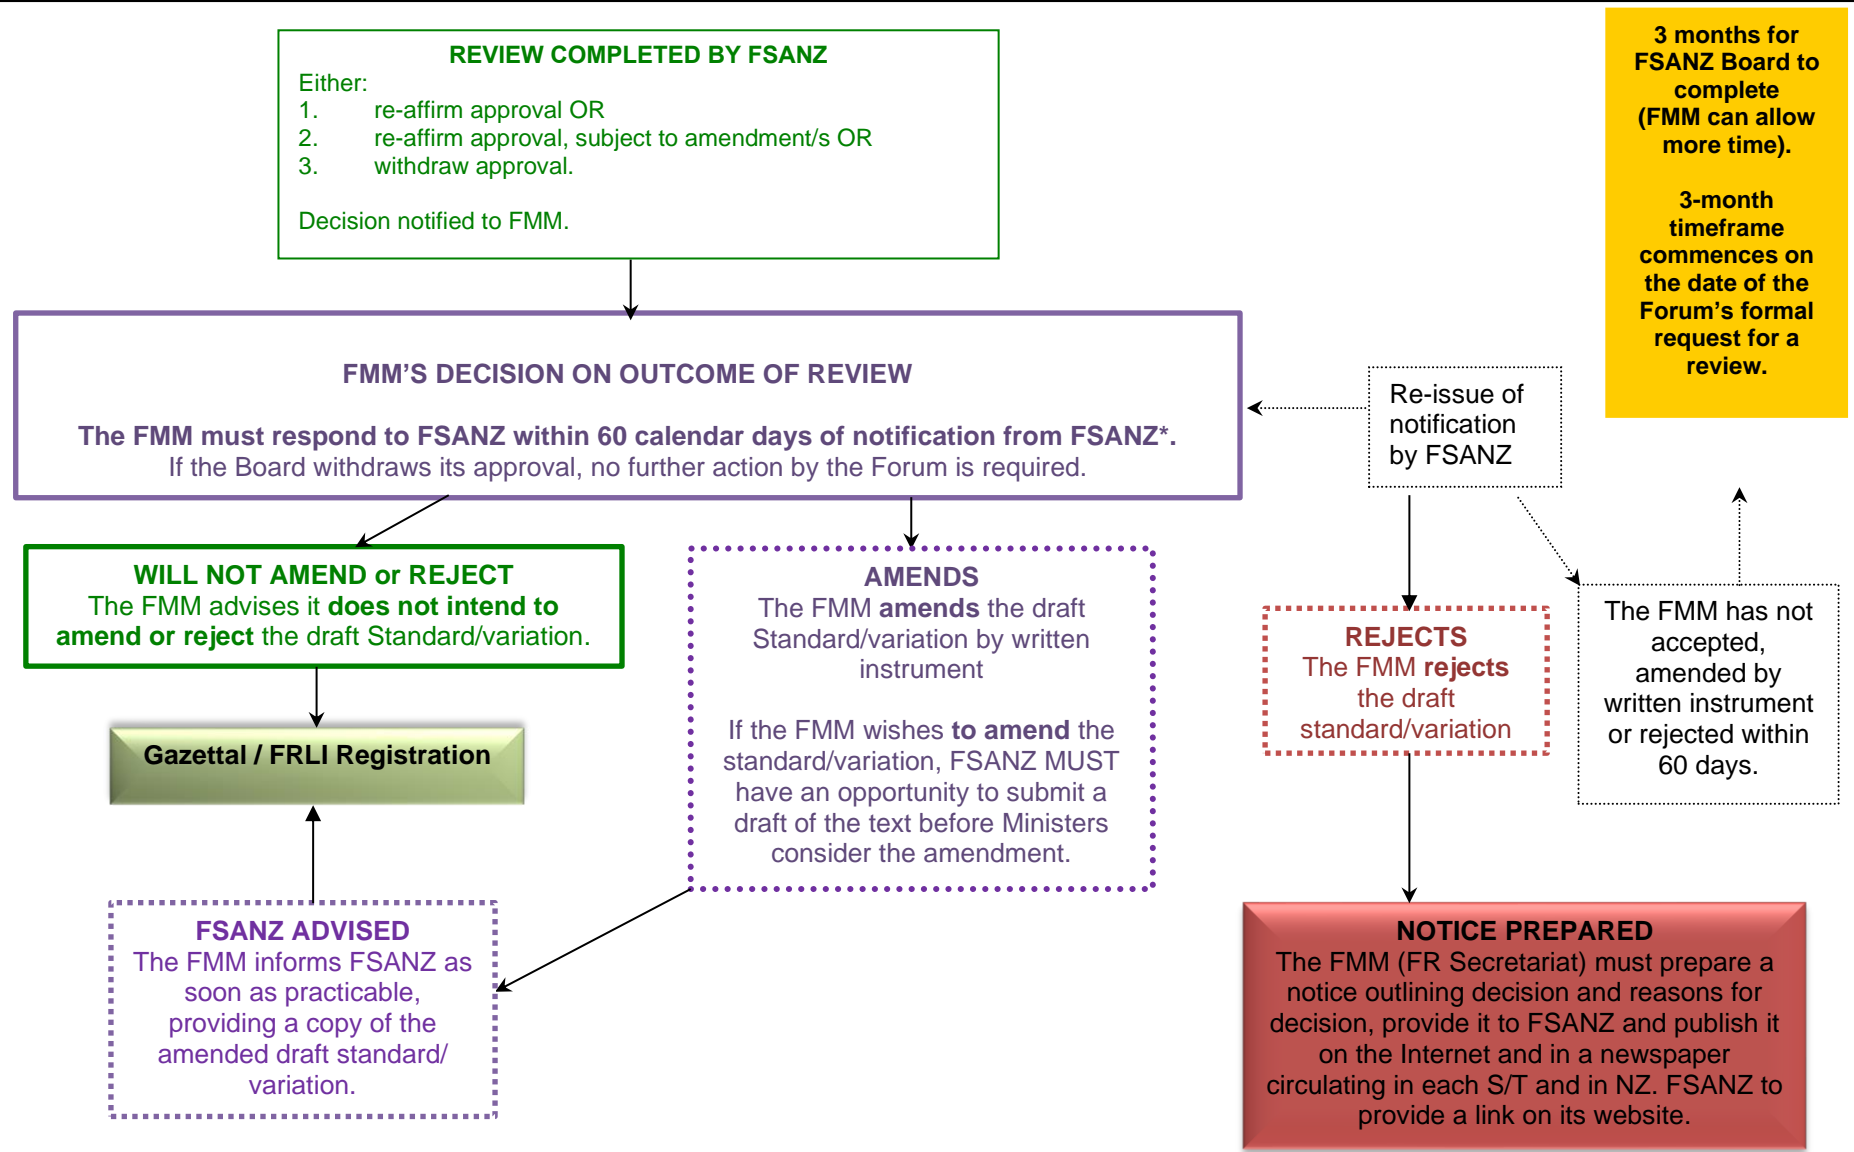 REVIEW COMPLETED BY FSANZ
Either:
1. re-affirm approval OR
2. re-affirm approval, subject to amendment/s OR
3. withdraw approval.
Decision notified to FMM.
3 months for
FSANZ Board to
complete
(FMM can allow
more time).
3-month
timeframe
commences on
the date of the
Forum's formal
request for a
review.
FMM'S DECISION ON OUTCOME OF REVIEW
The FMM must respond to FSANZ within 60 calendar days of notification from FSANZ*.
If the Board withdraws its approval, no further action by the Forum is required.
Re-issue of
notification
by FSANZ
WILL NOT AMEND or REJECT
The FMM advises it does not intend to
amend or reject the draft Standard/variation.
AMENDS
The FMM amends the draft
Standard/variation by written
instrument
If the FMM wishes to amend the
standard/variation, FSANZ MUST
have an opportunity to submit a
draft of the text before Ministers
consider the amendment.
REJECTS
The FMM rejects
the draft
standard/variation
The FMM has not
accepted,
amended by
written instrument
or rejected within
60 days.
Gazettal / FRLI Registration
FSANZ ADVISED
The FMM informs FSANZ as
soon as practicable,
providing a copy of the
amended draft standard/
variation.
NOTICE PREPARED
The FMM (FR Secretariat) must prepare a
notice outlining decision and reasons for
decision, provide it to FSANZ and publish it
on the Internet and in a newspaper
circulating in each S/T and in NZ. FSANZ to
provide a link on its website.